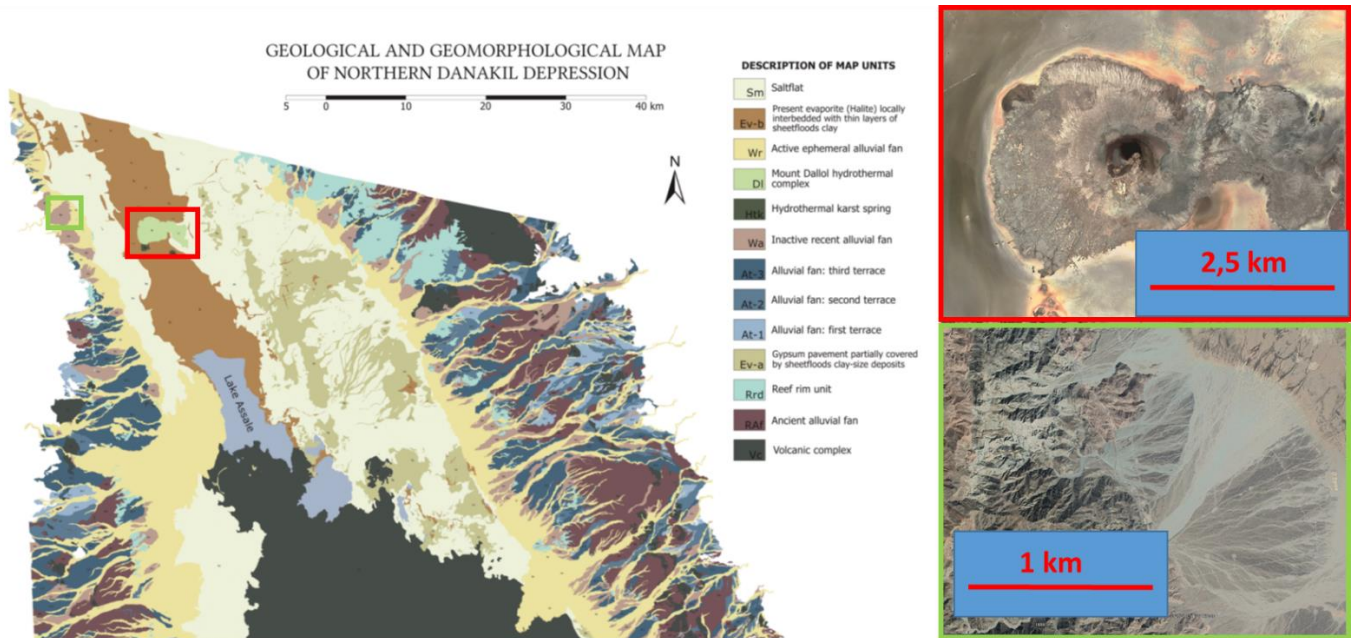 GEOLOGICAL AND GEOMORPHOLOGICAL MAP
OF NORTHERN DANAKIL DEPRESSION
5 0 10 20 30 40 km
N
Lake Assale
DESCRIPTION OF MAP UNITS
Sm Saltflat
Ev-b Present evaporite (Halite) locally
interbedded with thin layers of
sheetfloods clay
Wr Active ephemeral alluvial fan
Dl Mount Dallol hydrothermal
complex
Htk Hydrothermal karst spring
Wa Inactive recent alluvial fan
At-3 Alluvial fan: third terrace
At-2 Alluvial fan: second terrace
At-1 Alluvial fan: first terrace
Ev-a Gypsum pavement partially covered
by sheetfloods clay-size deposits
Rrd Reef rim unit
RAf Ancient alluvial fan
Vc Volcanic complex
2,5 km
1 km